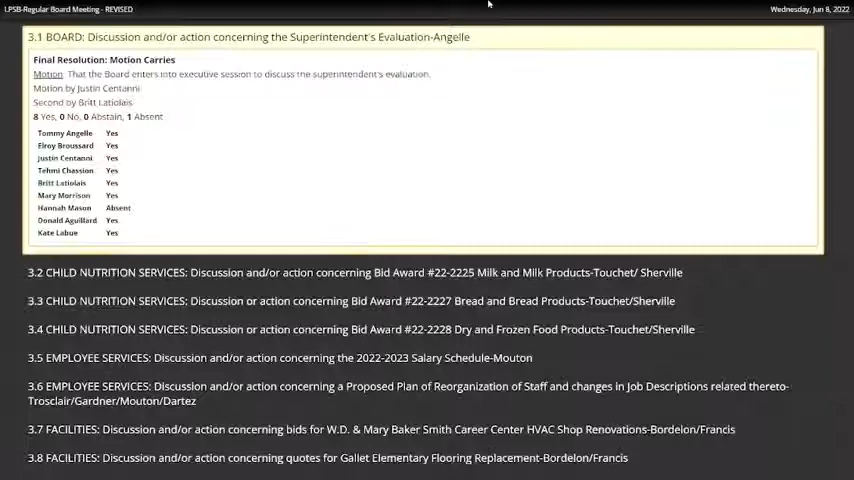 LPSB-Regular Board Meeting - REVISED
Wednesday, Jun 8, 2022
3.1 BOARD: Discussion and/or action concerning the Superintendent's Evaluation-Angelle
Final Resolution: Motion Carries
Motion: That the Board enters into executive session to discuss the superintendent's evaluation.
Motion by Justin Centanni
Second by Britt Latiolais
8 Yes, 0 No, 0 Abstain, 1 Absent
Tommy Angelle Yes
Elroy Broussard Yes
Justin Centanni Yes
Tehmi Chassion Yes
Britt Latiolais Yes
Mary Morrison Yes
Hannah Mason Absent
Donald Aguillard Yes
Kate Labue Yes
3.2 CHILD NUTRITION SERVICES: Discussion and/or action concerning Bid Award #22-2225 Milk and Milk Products-Touchet/ Sherville
3.3 CHILD NUTRITION SERVICES: Discussion or action concerning Bid Award #22-2227 Bread and Bread Products-Touchet/Sherville
3.4 CHILD NUTRITION SERVICES: Discussion and/or action concerning Bid Award #22-2228 Dry and Frozen Food Products-Touchet/Sherville
3.5 EMPLOYEE SERVICES: Discussion and/or action concerning the 2022-2023 Salary Schedule-Mouton
3.6 EMPLOYEE SERVICES: Discussion and/or action concerning a Proposed Plan of Reorganization of Staff and changes in Job Descriptions related thereto-
Trosclair/Gardner/Mouton/Dartez
3.7 FACILITIES: Discussion and/or action concerning bids for W.D. & Mary Baker Smith Career Center HVAC Shop Renovations-Bordelon/Francis
3.8 FACILITIES: Discussion and/or action concerning quotes for Gallet Elementary Flooring Replacement-Bordelon/Francis